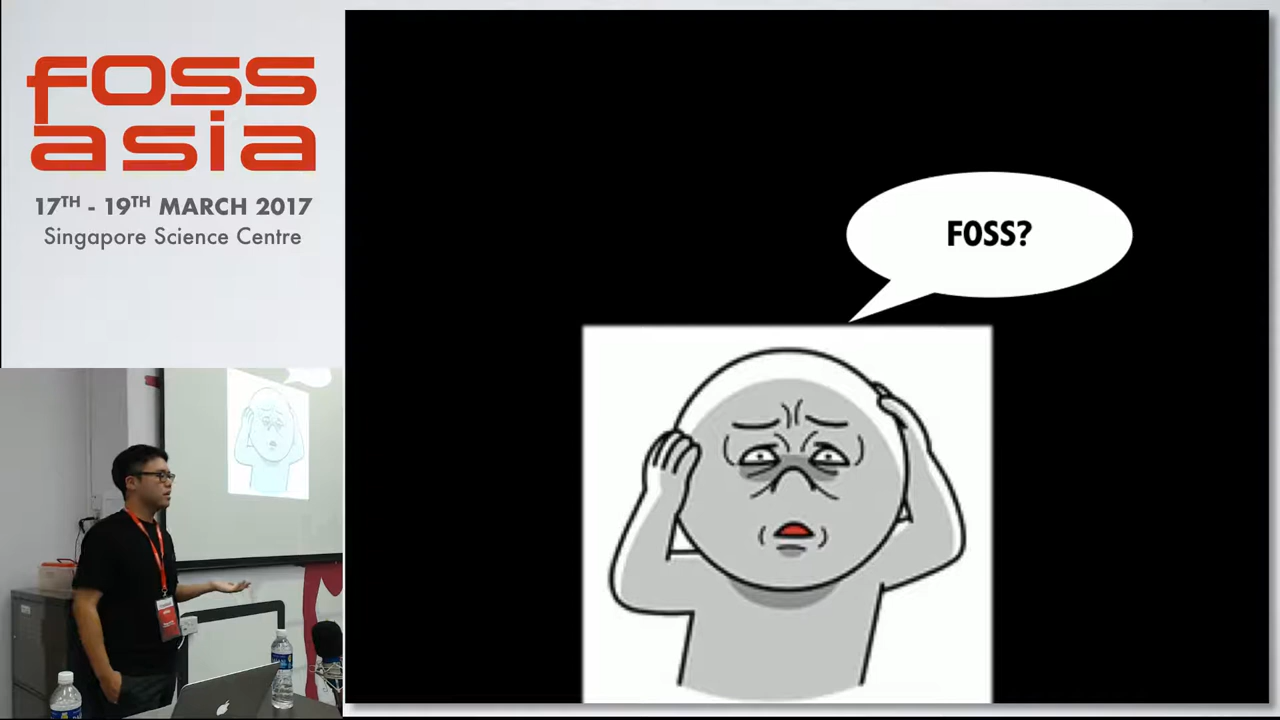 foss
asia
17TH - 19TH MARCH 2017
Singapore Science Centre
FOSS?